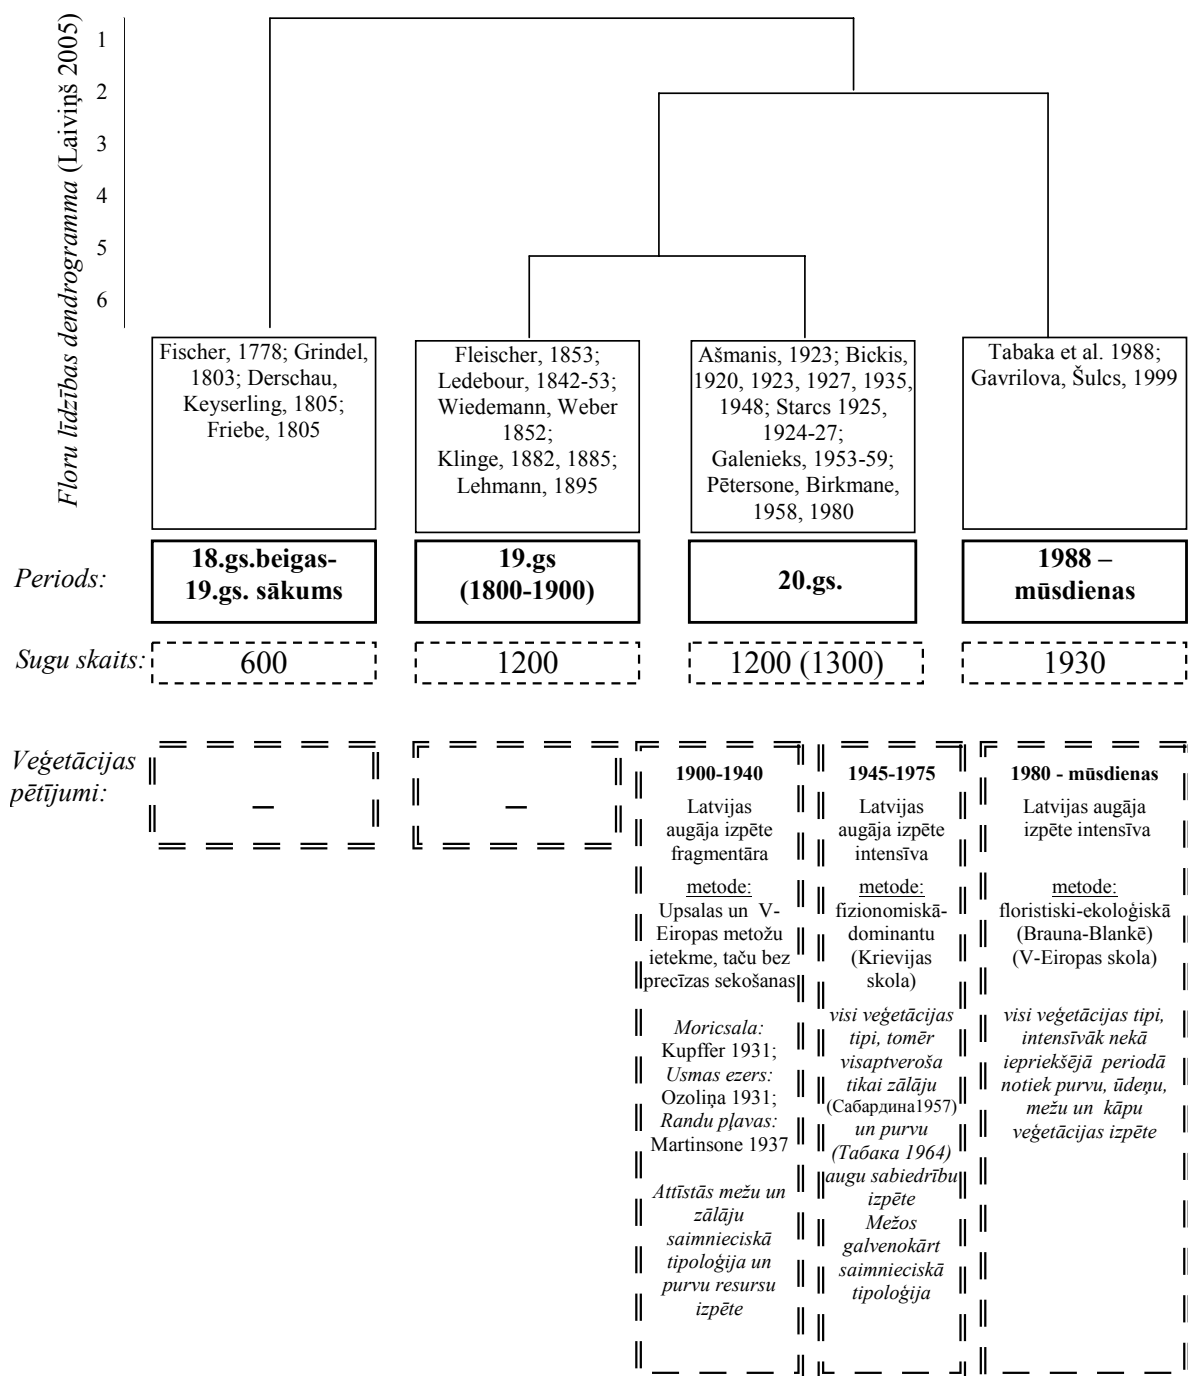 Floru līdzības dendrogramma (Laiviņš 2005)
1
2
3
4
5
6
Fischer, 1778; Grindel,
1803; Derschau,
Keyserling, 1805;
Friebe, 1805
Fleischer, 1853;
Ledebour, 1842-53;
Wiedemann, Weber
1852;
Klinge, 1882, 1885;
Lehmann, 1895
Ašmanis, 1923; Bickis,
1920, 1923, 1927, 1935,
1948; Starcs 1925,
1924-27;
Galenieks, 1953-59;
Pētersone, Birkmane,
1958, 1980
Tabaka et al. 1988;
Gavrilova, Šulcs, 1999
Periods:
18.gs.beigas-
19.gs. sākums
19.gs
(1800-1900)
20.gs.
1988 –
mūsdienas
Sugu skaits:
600
1200
1200 (1300)
1930
Veģetācijas
pētījumi:
–
–
1900-1940
Latvijas
augāja izpēte
fragmentāra
metode:
Upsalas un V-
Eiropas metožu
ietekme, taču bez
precīzas sekošanas
Moricsala:
Kupffer 1931;
Usmas ezers:
Ozoliņa 1931;
Randu pļavas:
Martinsone 1937
Attīstās mežu un
zālāju
saimnieciskā
tipoloģija un
purvu resursu
izpēte
1945-1975
Latvijas
augāja izpēte
intensīva
metode:
fizionomiskā-
dominantu
(Krievijas
skola)
visi veģetācijas
tipi, tomēr
visaptveroša
tikai zālāju
(Сабардина1957)
un purvu
(Табака 1964)
augu sabiedrību
izpēte
Mežos
galvenokārt
saimnieciskā
tipoloģija
1980 - mūsdienas
Latvijas augāja
izpēte intensīva
metode:
floristiski-ekoloģiskā
(Brauna-Blankē)
(V-Eiropas skola)
visi veģetācijas tipi,
intensīvāk nekā
iepriekšējā periodā
notiek purvu, ūdeņu,
mežu un kāpu
veģetācijas izpēte